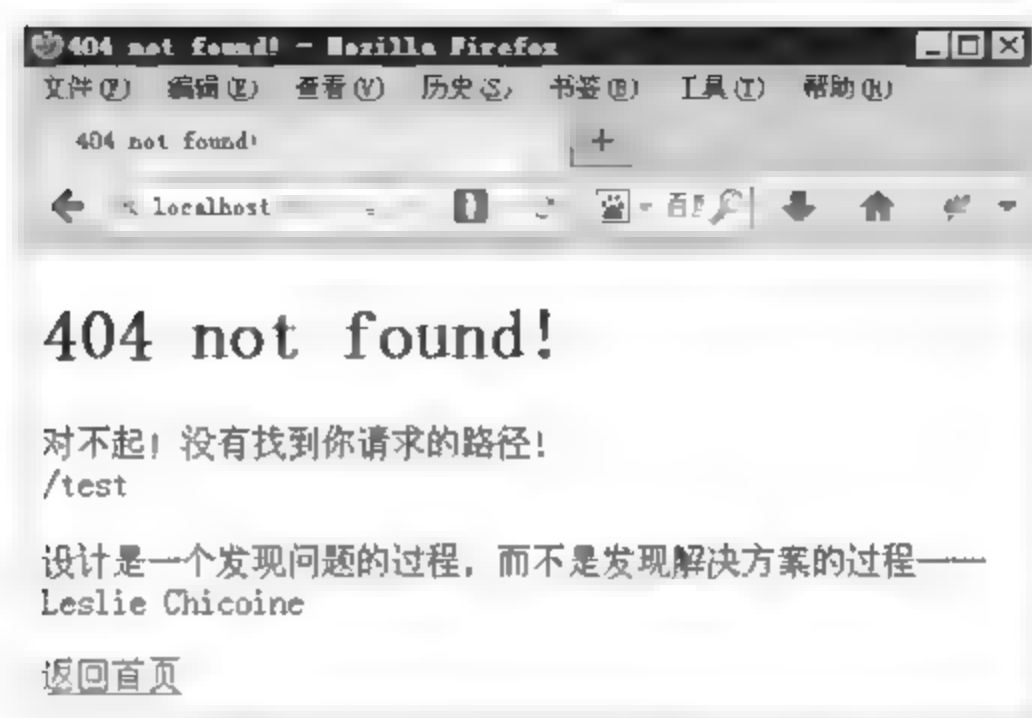 404 not found! - Mozilla Firefox
文件(F) 编辑(E) 查看(V) 历史(S) 书签(B) 工具(T) 帮助(H)
404 not found!
localhost
404 not found!
对不起！没有找到你请求的路径！
/test
设计是一个发现问题的过程，而不是发现解决方案的过程——
Leslie Chicoine
返回首页